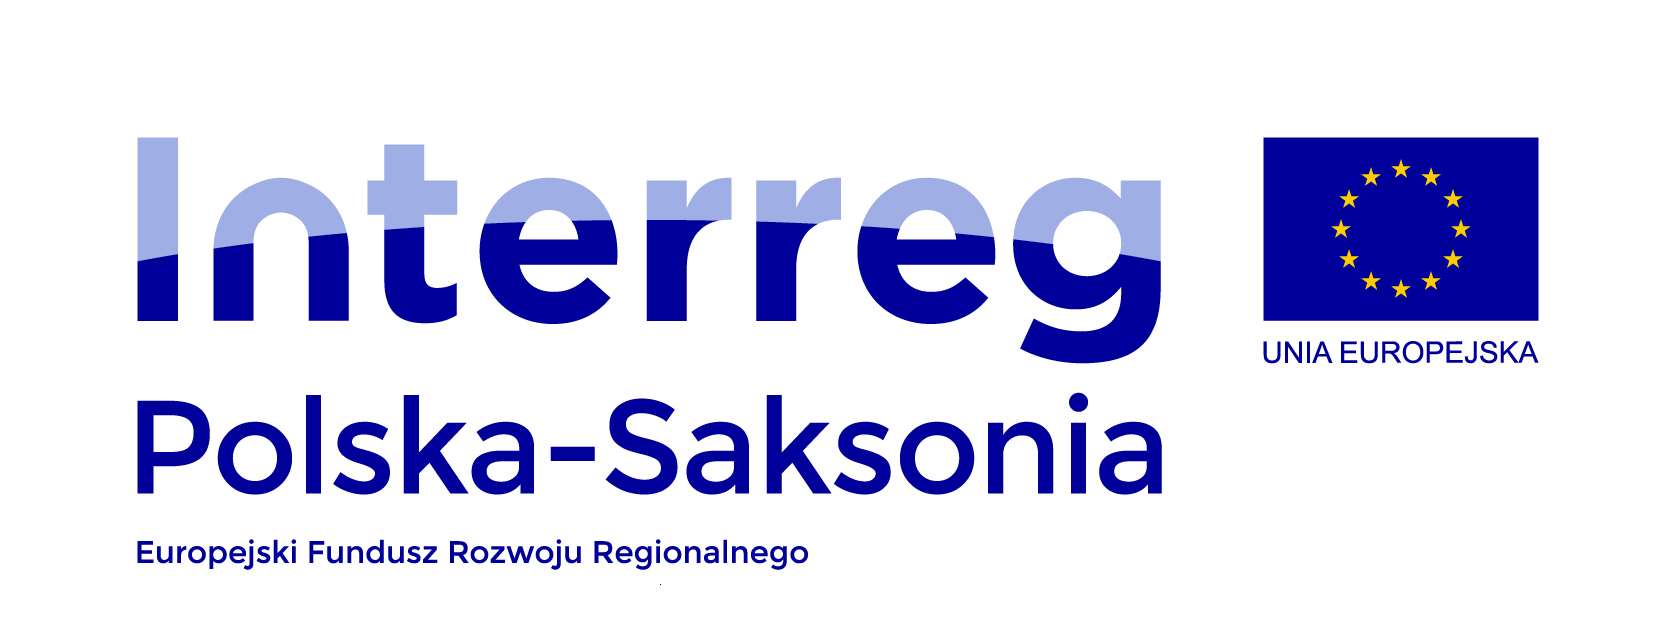 Interreg
UNIA EUROPEJSKA
Polska-Saksonia
Europejski Fundusz Rozwoju Regionalnego